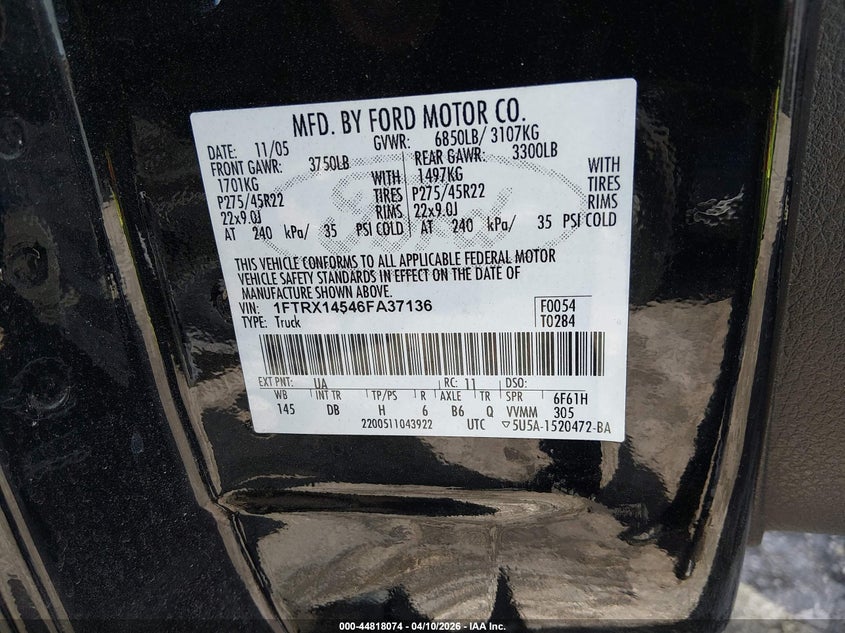 MFD. BY FORD MOTOR CO.
DATE: 11/05 GVWR: 6850LB/ 3107KG
FRONT GAWR: 3750LB REAR GAWR: 3300LB
1701KG WITH 1497KG WITH
P275/45R22 TIRES P275/45R22 TIRES
22x9.0J RIMS 22x9.0J RIMS
AT 240 kPa/ 35 PSI COLD AT 240 kPa/ 35 PSI COLD
Ford
THIS VEHICLE CONFORMS TO ALL APPLICABLE FEDERAL MOTOR
VEHICLE SAFETY STANDARDS IN EFFECT ON THE DATE OF
MANUFACTURE SHOWN ABOVE.
VIN: 1FTRX14546FA37136 F0054
TYPE: Truck T0284
EXT PNT: UA RC: 11 DSO:
WB INT TR TP/PS R AXLE TR SPR 6F61H
145 DB H 6 B6 Q VVMM 305
2200511043922 UTC ▽5U5A-1520472-BA
000-44818074 - 04/10/2026 - IAA Inc.